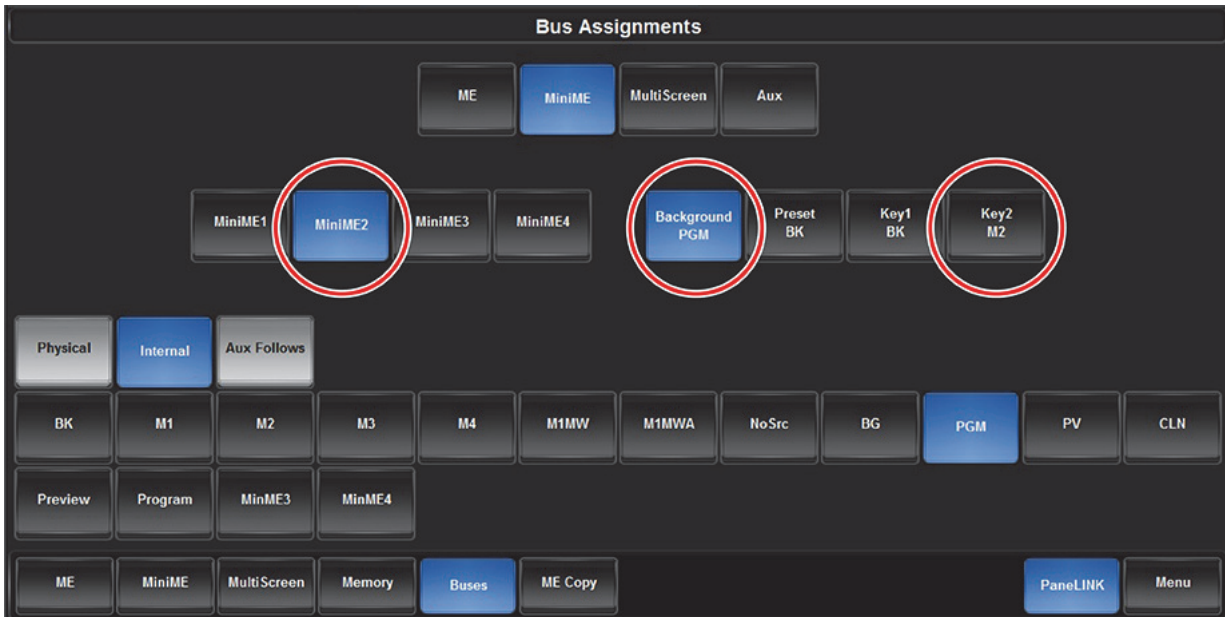 Bus Assignments
ME MiniME MultiScreen Aux
MiniME1 MiniME2 MiniME3 MiniME4 Background PGM Preset BK Key1 BK Key2 M2
Physical Internal Aux Follows
BK M1 M2 M3 M4 M1MW M1MWA NoSrc BG PGM PV CLN
Preview Program MinME3 MinME4
ME MiniME MultiScreen Memory Buses ME Copy PaneLINK Menu